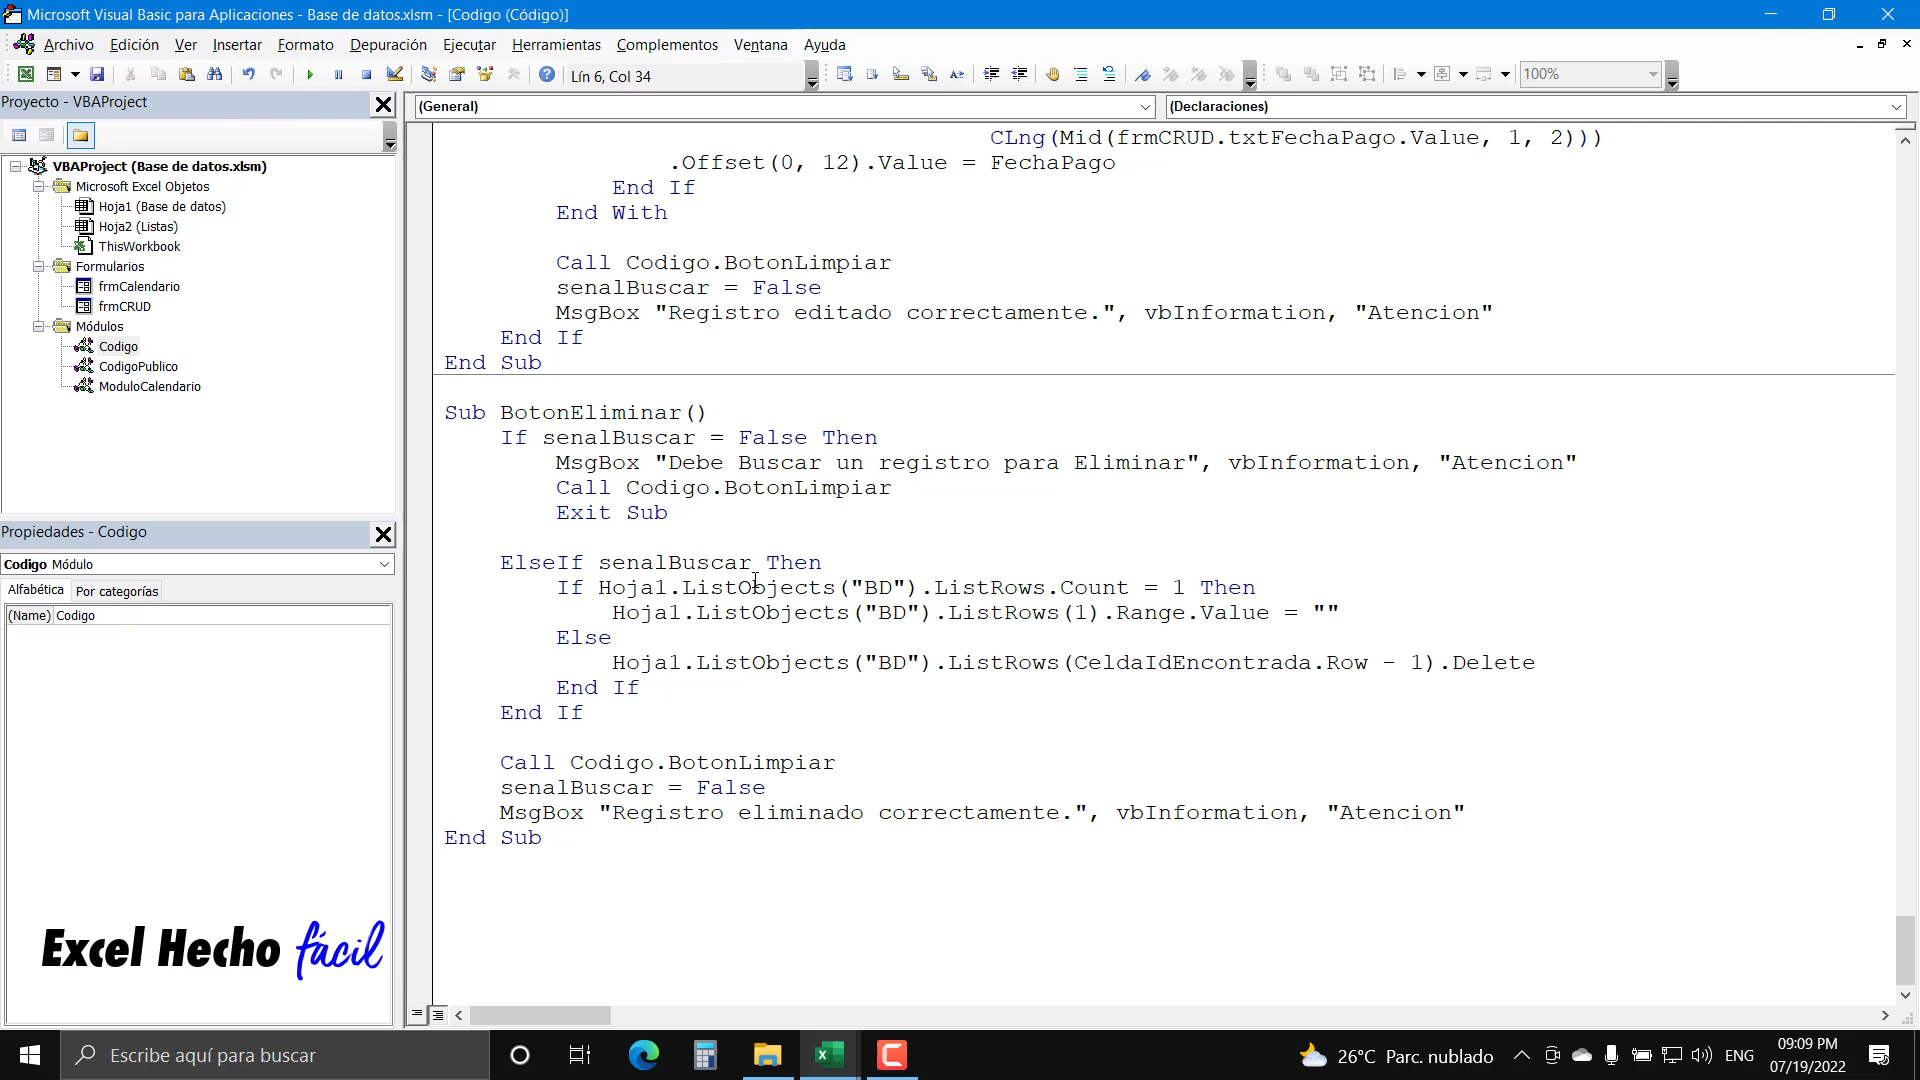 Microsoft Visual Basic para Aplicaciones - Base de datos.xlsm - [Codigo (Código)]
Archivo Edición Ver Insertar Formato Depuración Ejecutar Herramientas Complementos Ventana Ayuda
Lín 6, Col 34
100%
Proyecto - VBAProject
VBAProject (Base de datos.xlsm)
Microsoft Excel Objetos
Hoja1 (Base de datos)
Hoja2 (Listas)
ThisWorkbook
Formularios
frmCalendario
frmCRUD
Módulos
Codigo
CodigoPublico
ModuloCalendario
Propiedades - Codigo
Codigo Módulo
Alfabética Por categorías
(Name) Codigo
Excel Hecho fácil
(General) (Declaraciones)
CLng(Mid(frmCRUD.txtFechaPago.Value, 1, 2)))
.Offset(0, 12).Value = FechaPago
End If
End With
Call Codigo.BotonLimpiar
senalBuscar = False
MsgBox "Registro editado correctamente.", vbInformation, "Atencion"
End If
End Sub
Sub BotonEliminar()
If senalBuscar = False Then
MsgBox "Debe Buscar un registro para Eliminar", vbInformation, "Atencion"
Call Codigo.BotonLimpiar
Exit Sub
ElseIf senalBuscar Then
If Hoja1.ListObjects("BD").ListRows.Count = 1 Then
Hoja1.ListObjects("BD").ListRows(1).Range.Value = ""
Else
Hoja1.ListObjects("BD").ListRows(CeldaIdEncontrada.Row - 1).Delete
End If
End If
Call Codigo.BotonLimpiar
senalBuscar = False
MsgBox "Registro eliminado correctamente.", vbInformation, "Atencion"
End Sub
Escribe aquí para buscar
26°C Parc. nublado
ENG
09:09 PM
07/19/2022